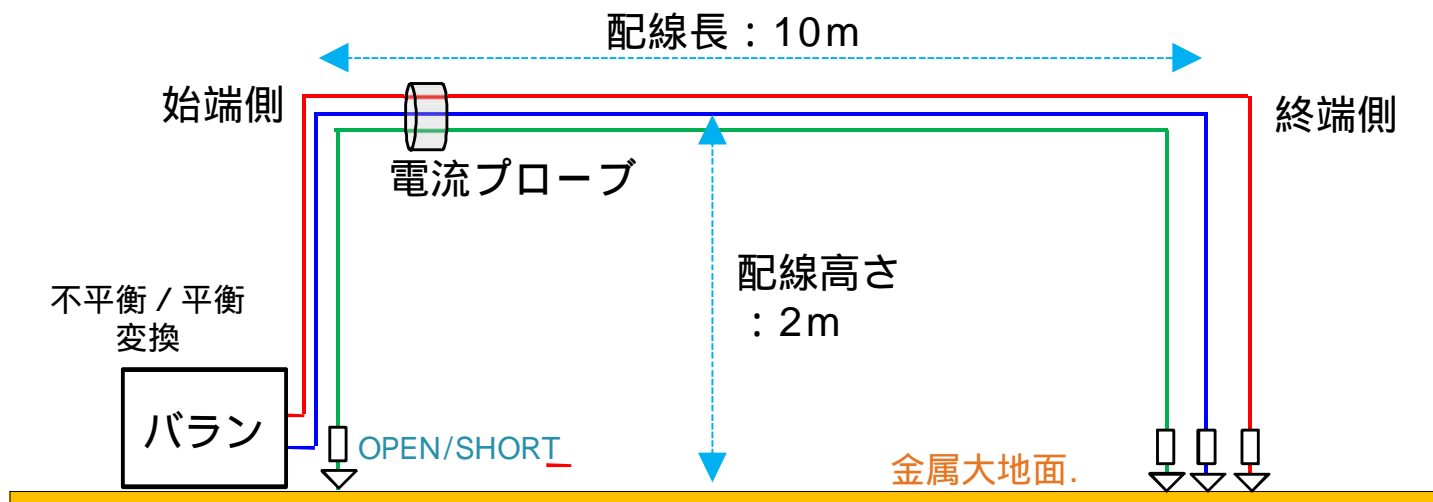 配線長：10m
始端側
終端側
電流プローブ
配線高さ
：2m
不平衡 / 平衡
変換
バラン
OPEN/SHORT
金属大地面.